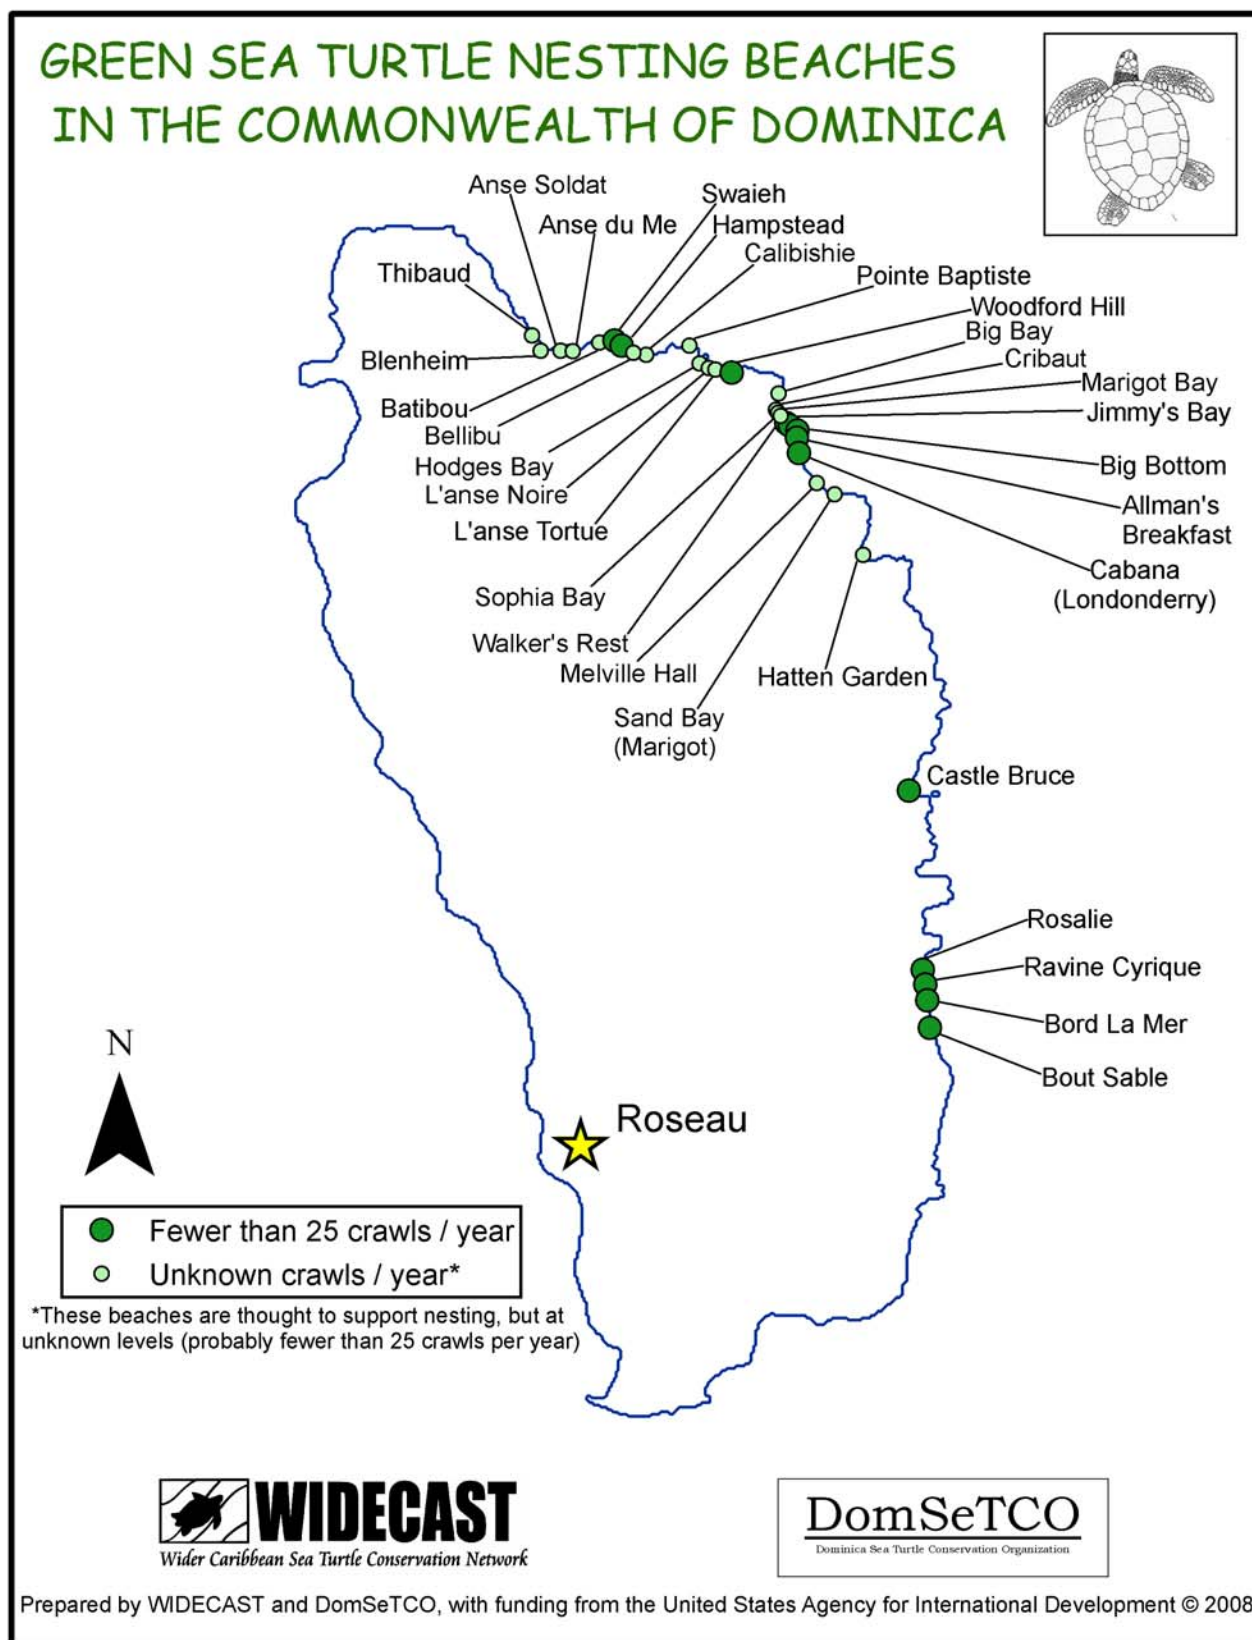 GREEN SEA TURTLE NESTING BEACHES
IN THE COMMONWEALTH OF DOMINICA
Anse Soldat
Swaieh
Anse du Me
Hampstead
Calibishie
Thibaud
Pointe Baptiste
Woodford Hill
Big Bay
Blenheim
Cribaut
Marigot Bay
Batibou
Jimmy's Bay
Bellibu
Hodges Bay
Big Bottom
L'anse Noire
Allman's
Breakfast
L'anse Tortue
Cabana
(Londonderry)
Sophia Bay
Walker's Rest
Melville Hall
Hatten Garden
Sand Bay
(Marigot)
Castle Bruce
Rosalie
Ravine Cyrique
Bord La Mer
N
Bout Sable
Roseau
Fewer than 25 crawls / year
Unknown crawls / year*
*These beaches are thought to support nesting, but at
unknown levels (probably fewer than 25 crawls per year)
WIDECAST
Wider Caribbean Sea Turtle Conservation Network
DomSeTCO
Dominica Sea Turtle Conservation Organization
Prepared by WIDECAST and DomSeTCO, with funding from the United States Agency for International Development © 2008